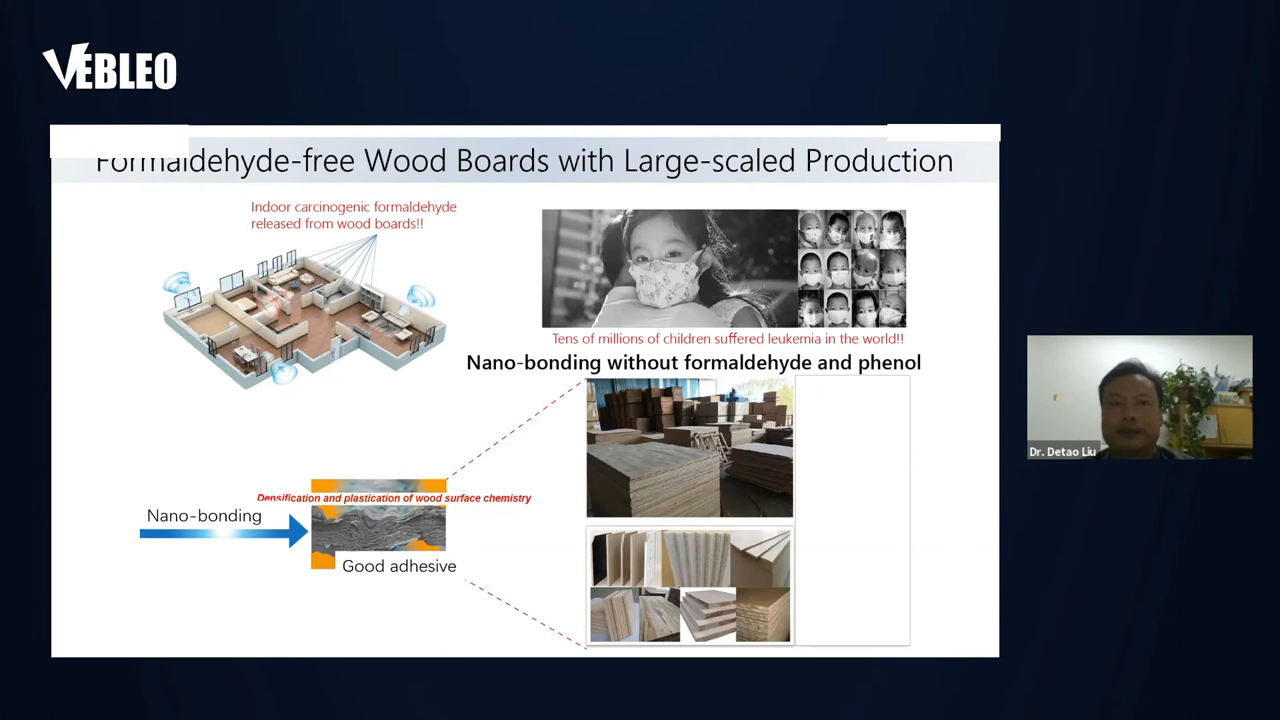 VEBLEO
Formaldehyde-free Wood Boards with Large-scaled Production
Indoor carcinogenic formaldehyde
released from wood boards!!
Tens of millions of children suffered leukemia in the world!!
Nano-bonding without formaldehyde and phenol
Densification and plastication of wood surface chemistry
Nano-bonding
Good adhesive
Dr. Detao Liu